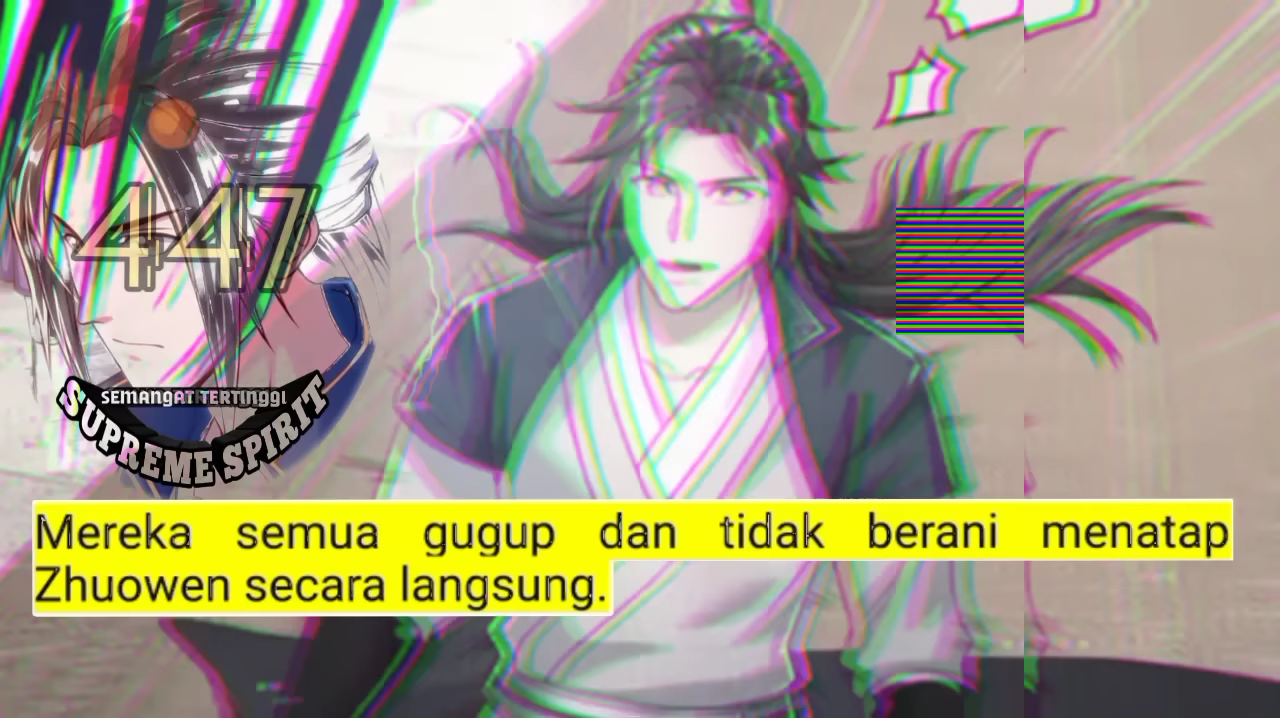 447
SEMANGAT TERTINGGI
SUPREME SPIRIT
Mereka semua gugup dan tidak berani menatap
Zhuowen secara langsung.